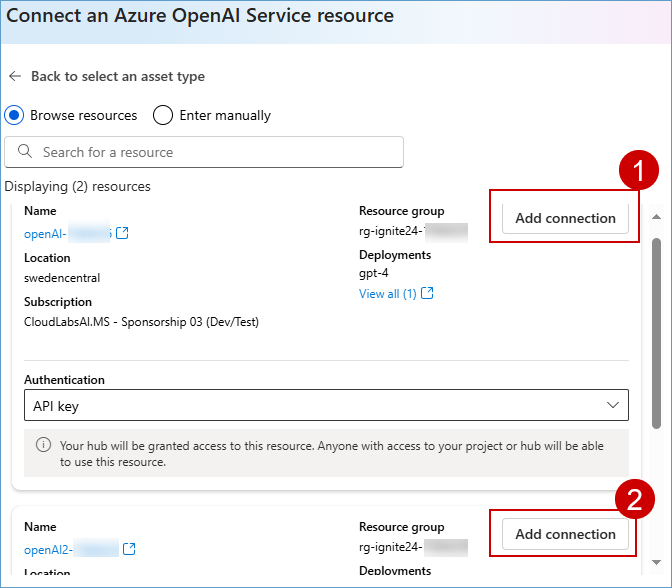 Connect an Azure OpenAI Service resource
Back to select an asset type
Browse resources Enter manually
Search for a resource
Displaying (2) resources
1
Name Resource group Add connection
openAI- rg-ignite24-
Location Deployments
swedencentral gpt-4
Subscription View all (1)
CloudLabsAI.MS - Sponsorship 03 (Dev/Test)
Authentication
API key
Your hub will be granted access to this resource. Anyone with access to your project or hub will be able
to use this resource.
2
Name Resource group Add connection
openAI2- rg-ignite24-
Location Deployments